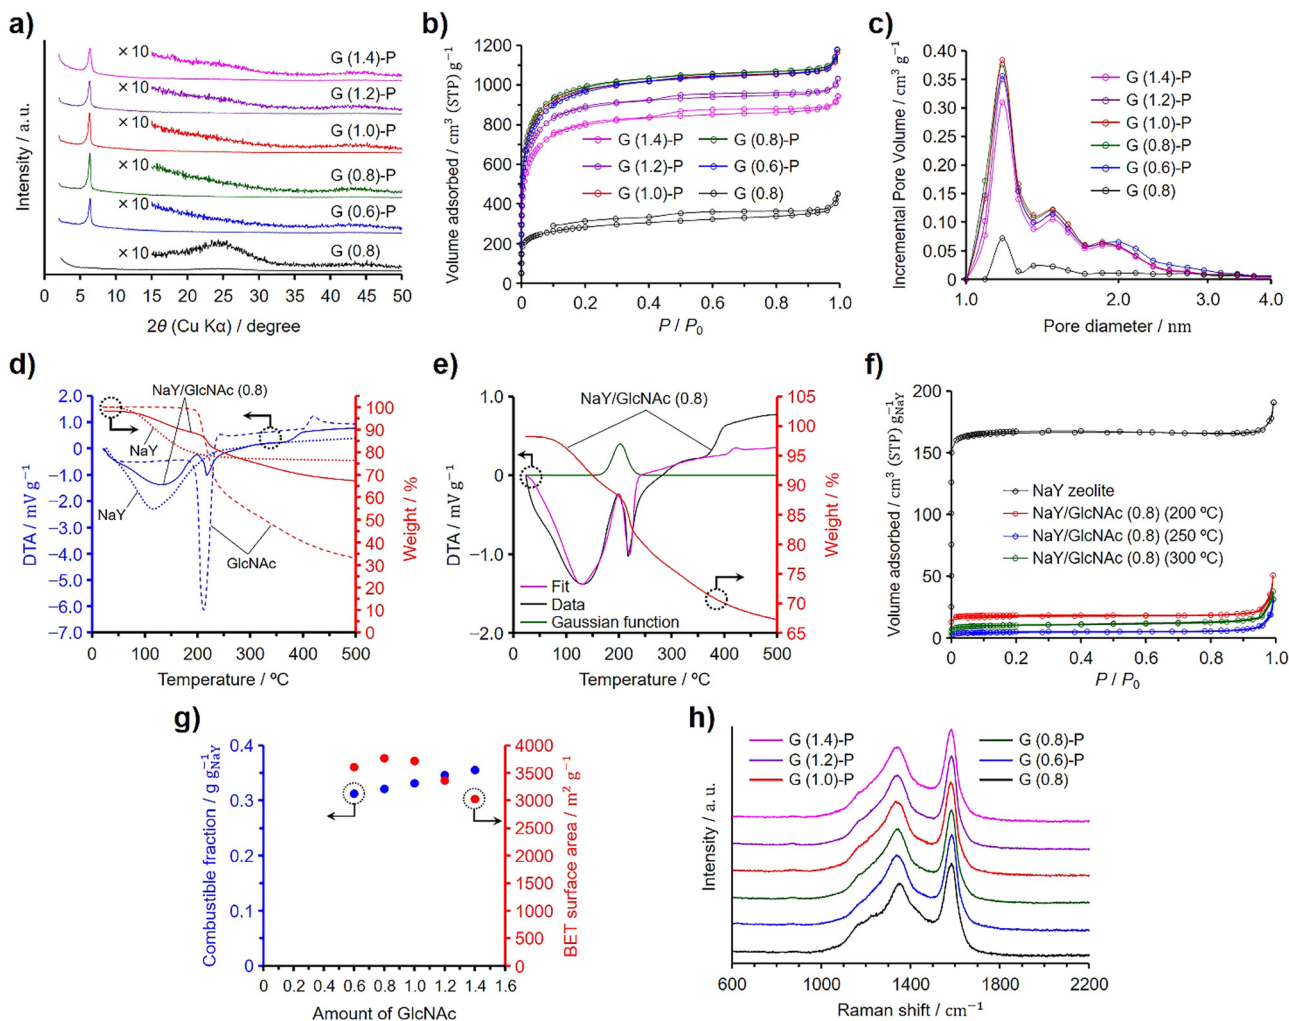 a)
Intensity / a.u.
×10
G (1.4)-P
×10
G (1.2)-P
×10
G (1.0)-P
×10
G (0.8)-P
×10
G (0.6)-P
×10
G (0.8)
0 5 10 15 20 25 30 35 40 45 50
2θ (Cu Kα) / degree
b)
Volume adsorbed / cm³ (STP) g⁻¹
1200
1000
800
600
400
200
0
G (1.4)-P G (0.8)-P
G (1.2)-P G (0.6)-P
G (1.0)-P G (0.8)
0 0.2 0.4 0.6 0.8 1.0
P / P₀
c)
Incremental Pore Volume / cm³ g⁻¹
0.40
0.35
0.30
0.25
0.20
0.15
0.10
0.05
0
G (1.4)-P
G (1.2)-P
G (1.0)-P
G (0.8)-P
G (0.6)-P
G (0.8)
1.0 2.0 3.0 4.0
Pore diameter / nm
d)
DTA / mV g⁻¹
2.0
1.0
0
−1.0
−2.0
−3.0
−4.0
−5.0
−6.0
−7.0
NaY/GlcNAc (0.8)
NaY
NaY
GlcNAc
100
90
80
70
60
50
40
30
20
10
0
Weight / %
0 100 200 300 400 500
Temperature / ºC
e)
DTA / mV g⁻¹
1.0
0
−1.0
−2.0
NaY/GlcNAc (0.8)
Fit
Data
Gaussian function
105
100
95
90
85
80
75
70
65
Weight / %
0 100 200 300 400 500
Temperature / ºC
f)
Volume adsorbed / cm³ (STP) g⁻¹NaY
200
150
100
50
0
NaY zeolite
NaY/GlcNAc (0.8) (200 ºC)
NaY/GlcNAc (0.8) (250 ºC)
NaY/GlcNAc (0.8) (300 ºC)
0 0.2 0.4 0.6 0.8 1.0
P / P₀
g)
Combustible fraction / g g⁻¹NaY
0.4
0.3
0.2
0.1
0
4000
3500
3000
2500
2000
1500
1000
500
0
BET surface area / m² g⁻¹
0 0.2 0.4 0.6 0.8 1.0 1.2 1.4 1.6
Amount of GlcNAc
h)
Intensity / a. u.
G (1.4)-P G (0.8)-P
G (1.2)-P G (0.6)-P
G (1.0)-P G (0.8)
600 1000 1400 1800 2200
Raman shift / cm⁻¹